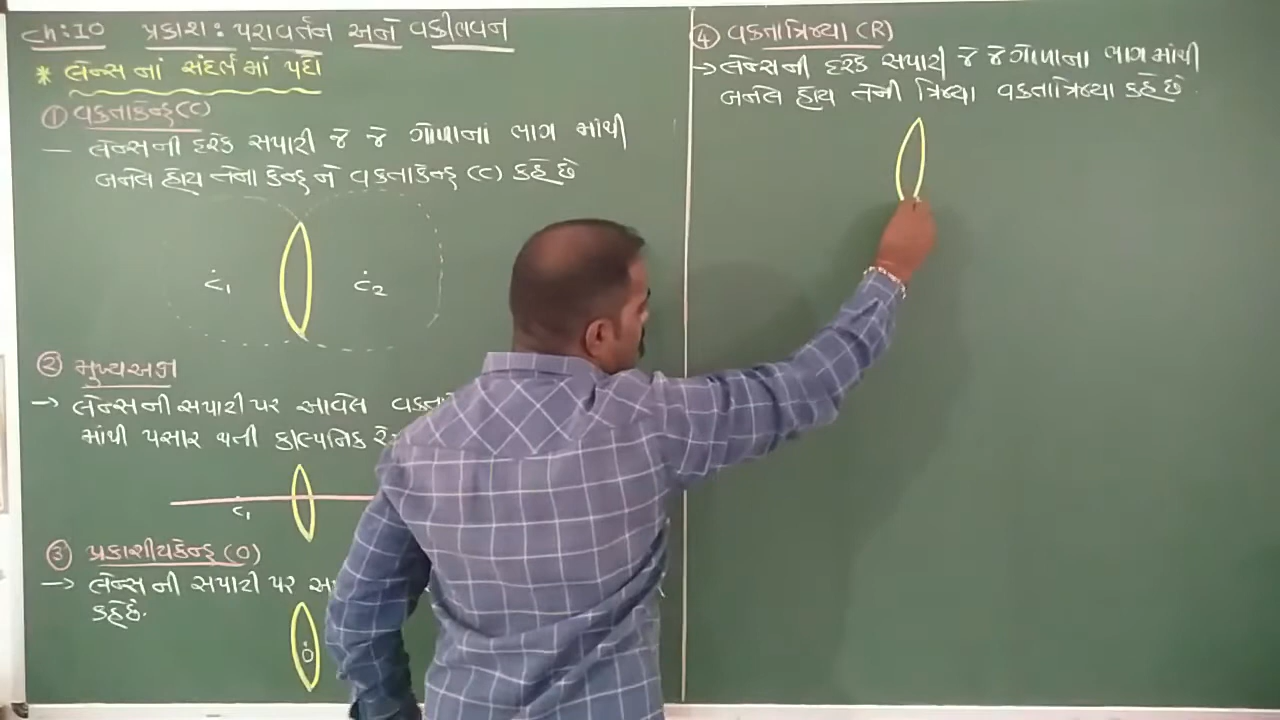 Ch:10 પ્રકાશ: પરાવર્તન અને વક્રીભવન
* લેન્સ નાં સંદર્ભ માં પદો
① વક્રતાકેન્દ્ર (C)
— લેન્સની દરેક સપાટી જે જે ગોળાનાં ભાગ માંથી
બનેલ હોય તેના કેન્દ્ર ને વક્રતાકેન્દ્ર (C) કહે છે
C₁ C₂
② મુખ્યઅક્ષ
→ લેન્સની સપાટી પર આવેલ
માંથી પસાર થતી કાલ્પનિક
C₁
③ પ્રકાશીયકેન્દ્ર (O)
→ લેન્સ ની સપાટી પર
કહેછે.
O
④ વક્રતાત્રિજ્યા (R)
→ લેન્સની દરેક સપાટી જે જે ગોળાના ભાગ માંથી
બનેલ હોય તેની ત્રિજ્યા વક્રતાત્રિજ્યા કહે છે.